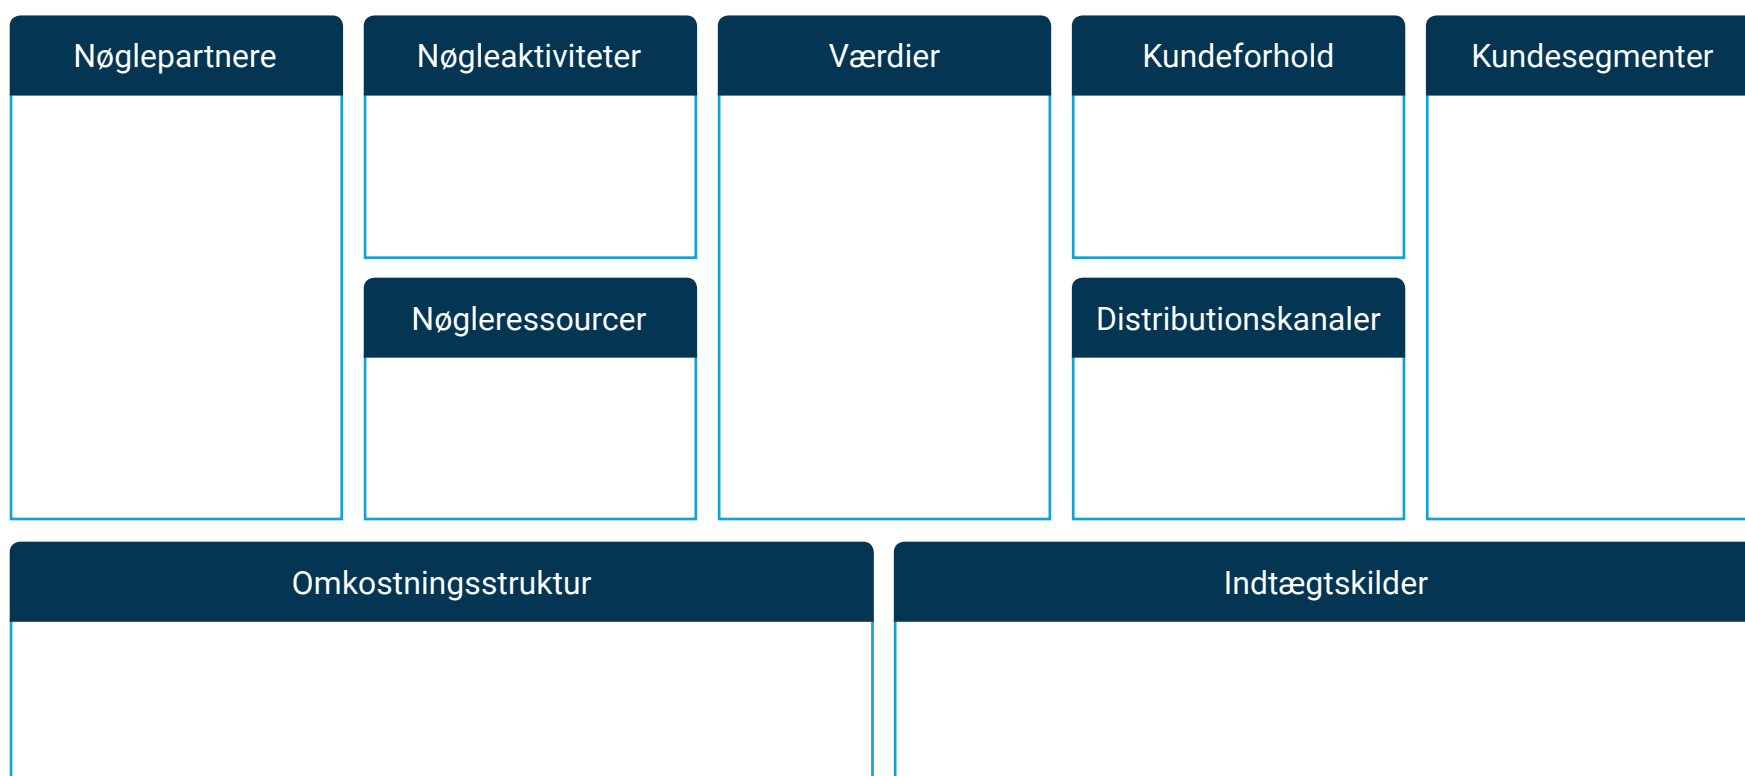 Nøglepartnere
Nøgleaktiviteter
Værdier
Kundeforhold
Kundesegmenter
Nøgleressourcer
Distributionskanaler
Omkostningsstruktur
Indtægtskilder